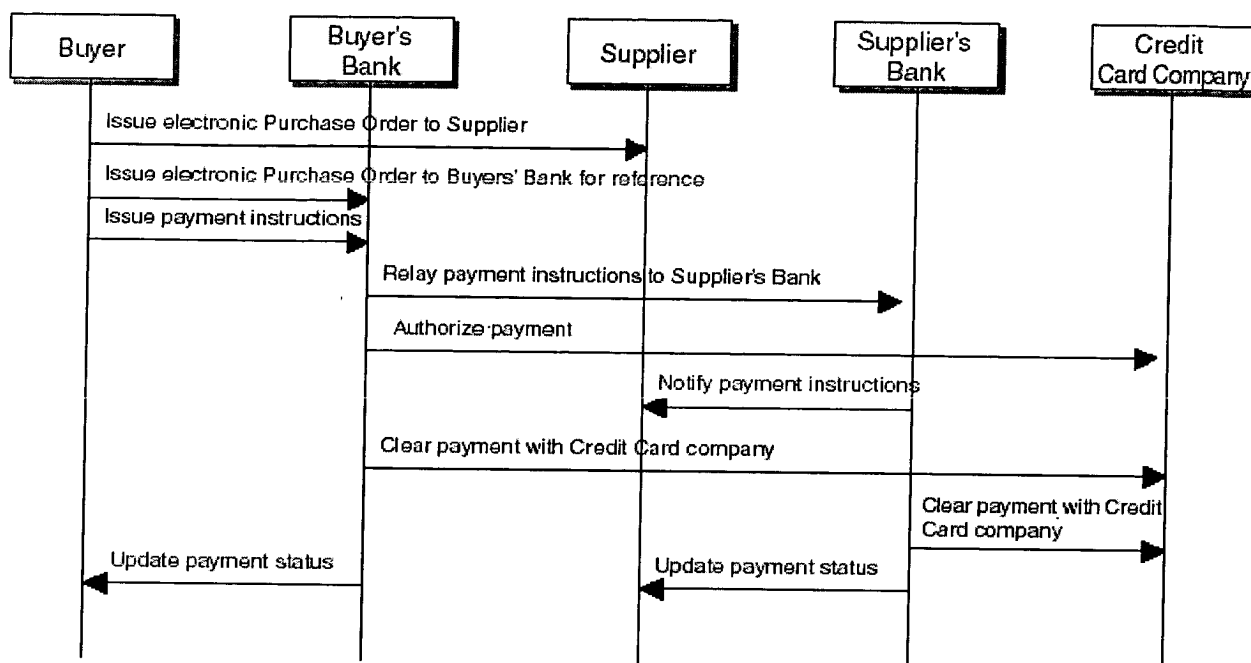 Buyer
Buyer's
Bank
Supplier
Supplier's
Bank
Credit
Card Company
Issue electronic Purchase Order to Supplier
Issue electronic Purchase Order to Buyers' Bank for reference
Issue payment instructions
Relay payment instructions to Supplier's Bank
Authorize payment
Notify payment instructions
Clear payment with Credit Card company
Clear payment with Credit
Card company
Update payment status
Update payment status